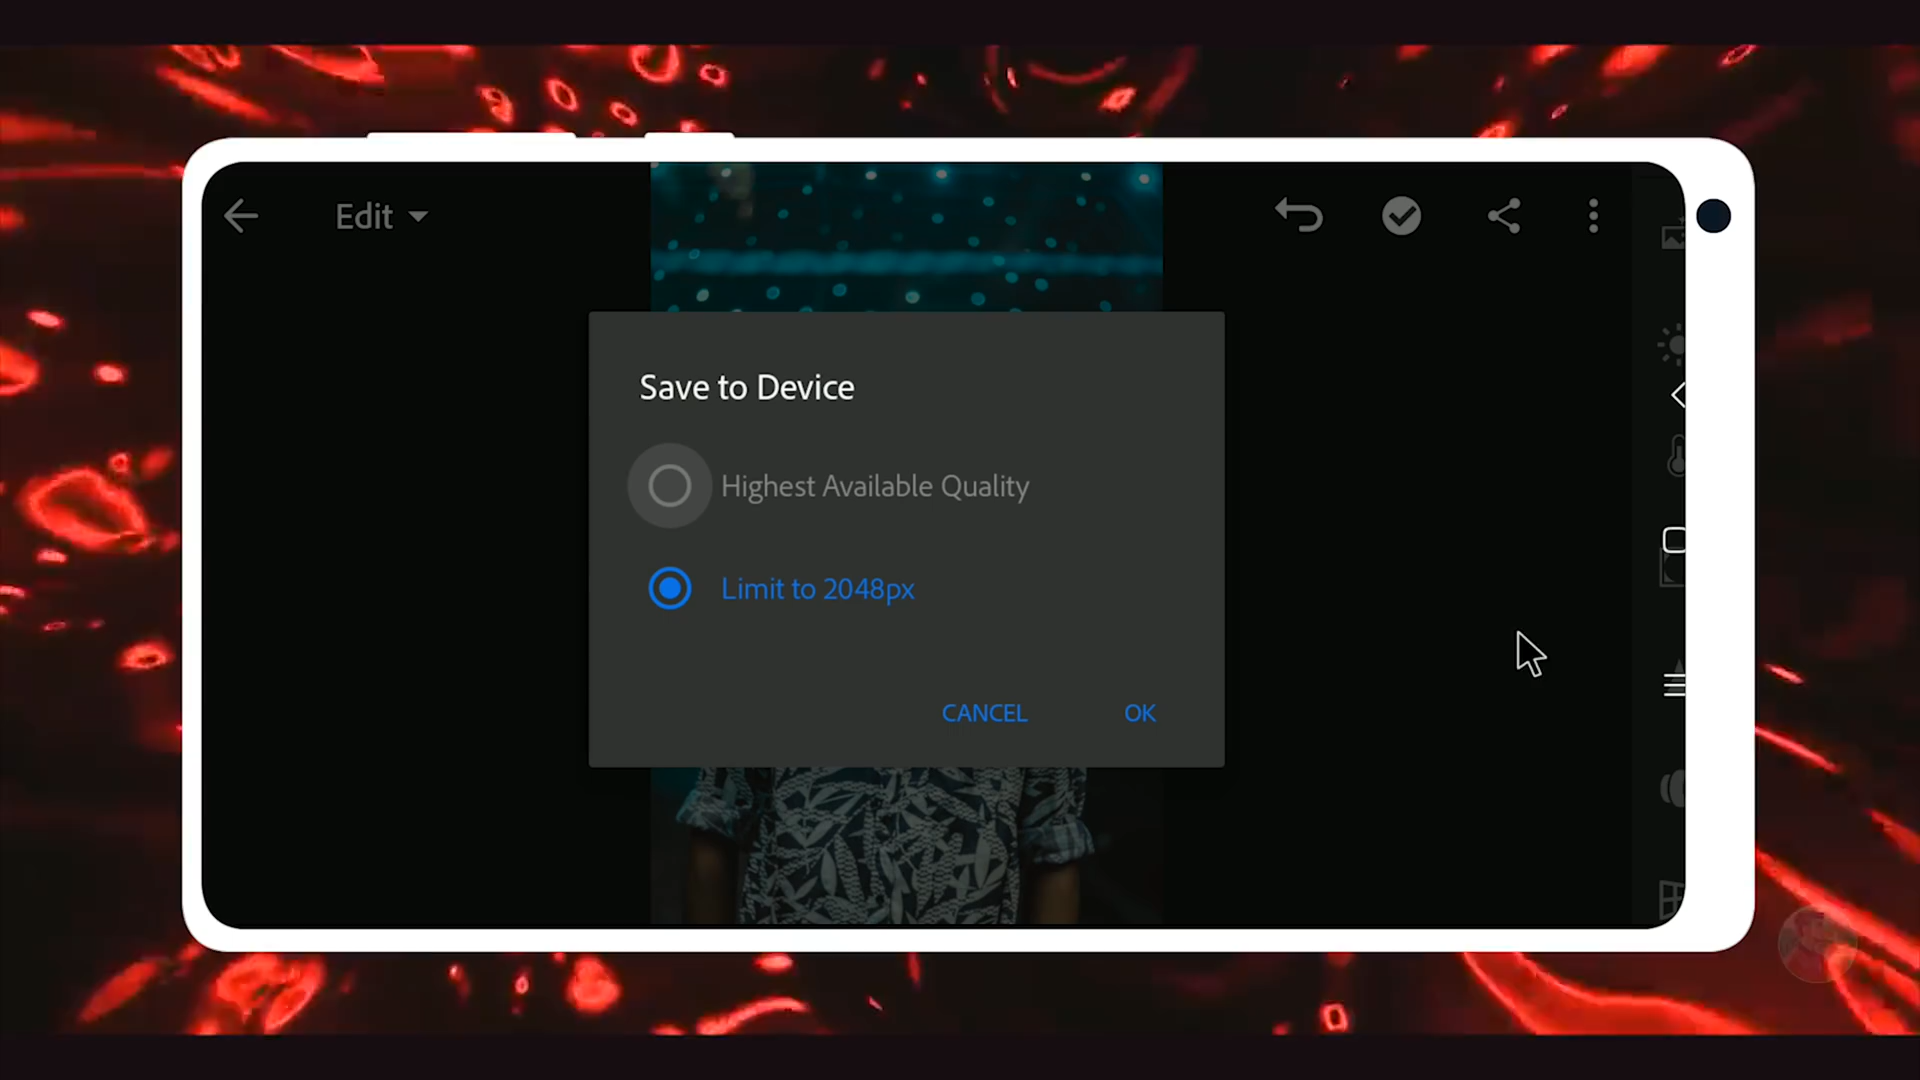 Edit
Save to Device
Highest Available Quality
Limit to 2048px
CANCEL OK